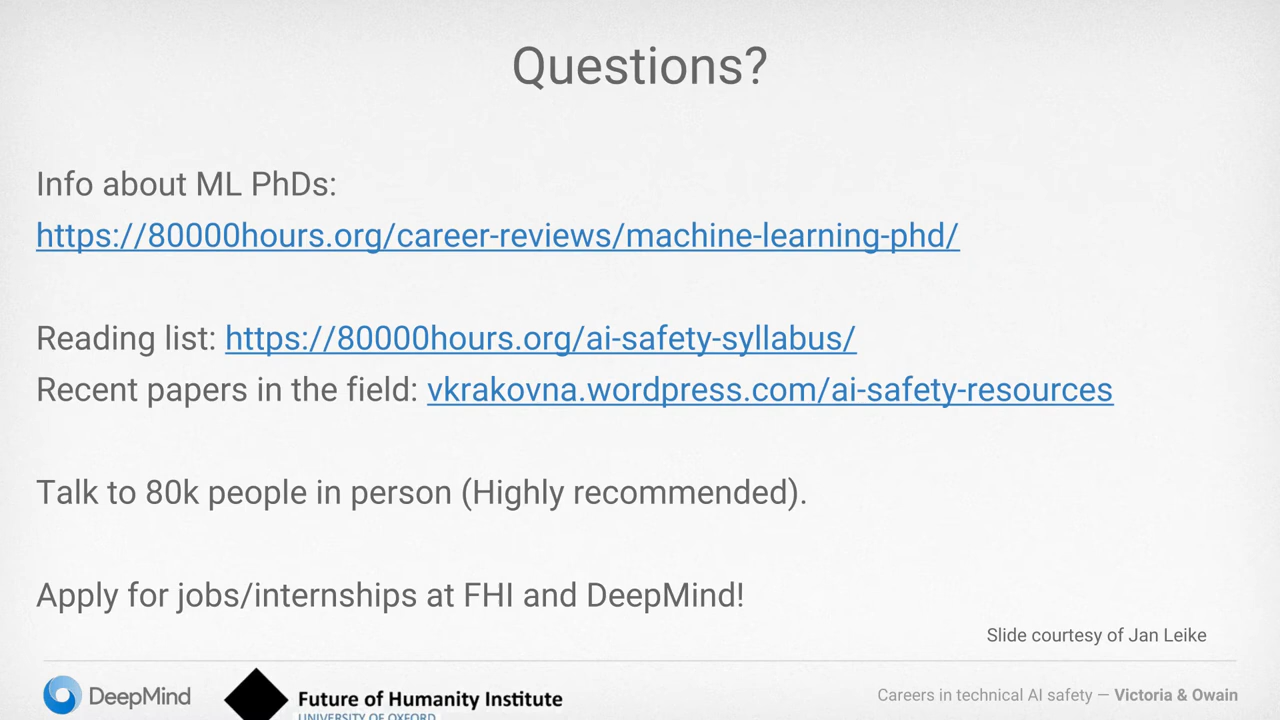 Questions?
Info about ML PhDs:
https://80000hours.org/career-reviews/machine-learning-phd/
Reading list: https://80000hours.org/ai-safety-syllabus/
Recent papers in the field: vkrakovna.wordpress.com/ai-safety-resources
Talk to 80k people in person (Highly recommended).
Apply for jobs/internships at FHI and DeepMind!
Slide courtesy of Jan Leike
DeepMind
Future of Humanity Institute
UNIVERSITY OF OXFORD
Careers in technical AI safety — Victoria & Owain